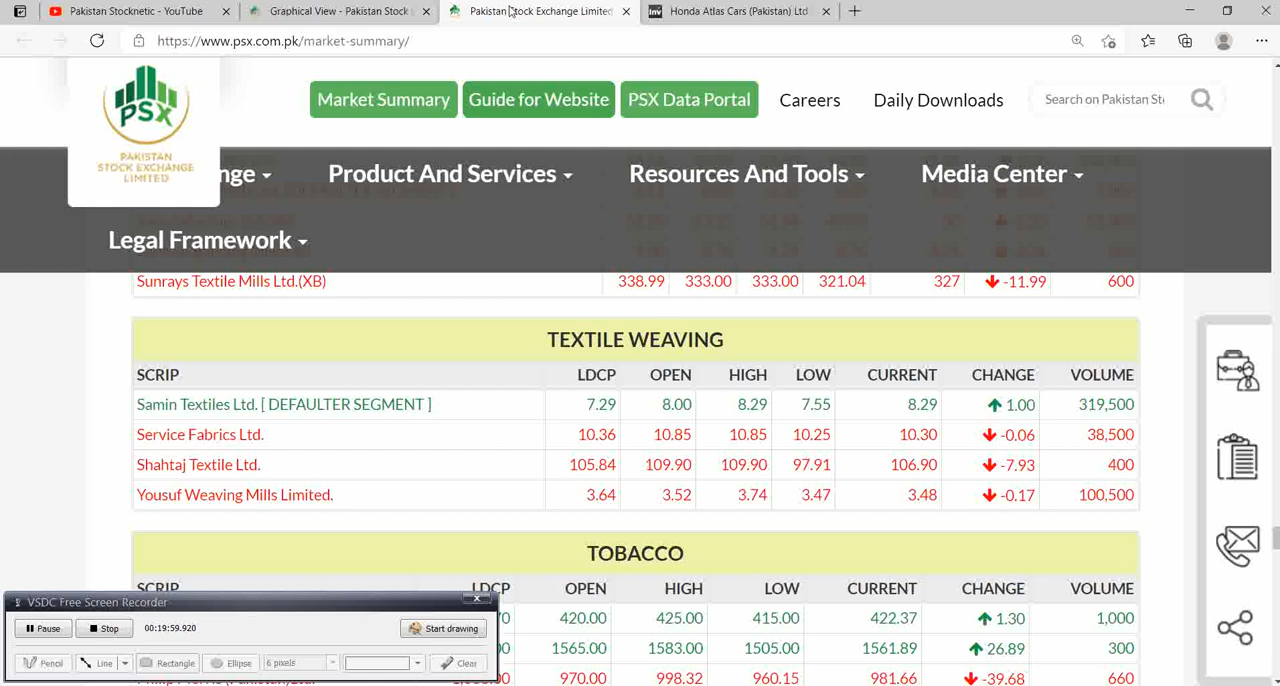 Pakistan Stocknetic - YouTube
Graphical View - Pakistan Stock
Pakistan Stock Exchange Limited
Inv Honda Atlas Cars (Pakistan) Ltd
https://www.psx.com.pk/market-summary/
PSX
PAKISTAN
STOCK EXCHANGE
LIMITED
Market Summary Guide for Website PSX Data Portal Careers Daily Downloads Search on Pakistan Sto
nge Product And Services Resources And Tools Media Center
Legal Framework
Sunrays Textile Mills Ltd.(XB) 338.99 333.00 333.00 321.04 327 -11.99 600
TEXTILE WEAVING
SCRIP LDCP OPEN HIGH LOW CURRENT CHANGE VOLUME
Samin Textiles Ltd. [ DEFAULTER SEGMENT ] 7.29 8.00 8.29 7.55 8.29 1.00 319,500
Service Fabrics Ltd. 10.36 10.85 10.85 10.25 10.30 -0.06 38,500
Shahtaj Textile Ltd. 105.84 109.90 109.90 97.91 106.90 -7.93 400
Yousuf Weaving Mills Limited. 3.64 3.52 3.74 3.47 3.48 -0.17 100,500
TOBACCO
SCRIP LDCP OPEN HIGH LOW CURRENT CHANGE VOLUME
420.00 425.00 415.00 422.37 1.30 1,000
1565.00 1583.00 1505.00 1561.89 26.89 300
970.00 998.32 960.15 981.66 -39.68 660
VSDC Free Screen Recorder
Pause Stop 00:19:59.920 Start drawing
Pencil Line Rectangle Ellipse 6 pixels Clear